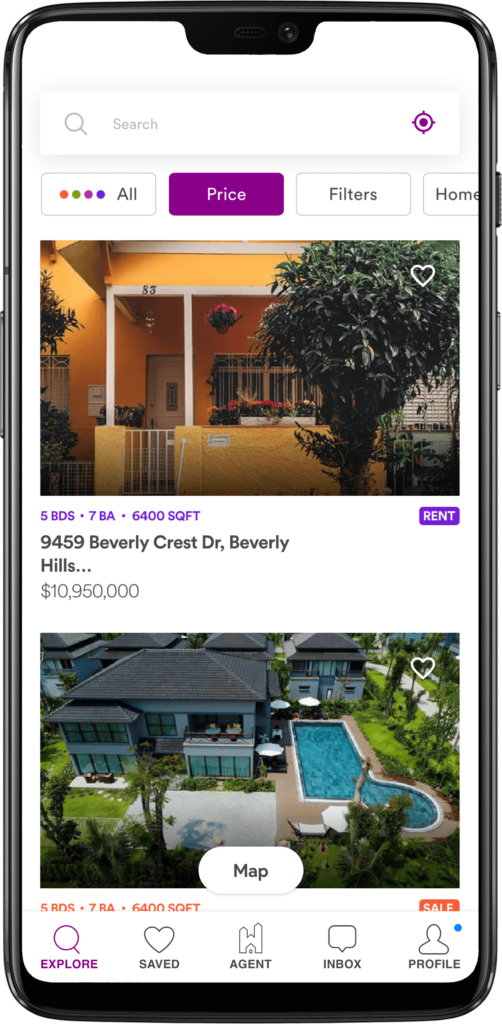 Search
All
Price
Filters
Home
83
5 BDS • 7 BA • 6400 SQFT
RENT
9459 Beverly Crest Dr, Beverly
Hills...
$10,950,000
Map
5 BDS • 7 BA • 6400 SQFT
SALE
EXPLORE
SAVED
AGENT
INBOX
PROFILE